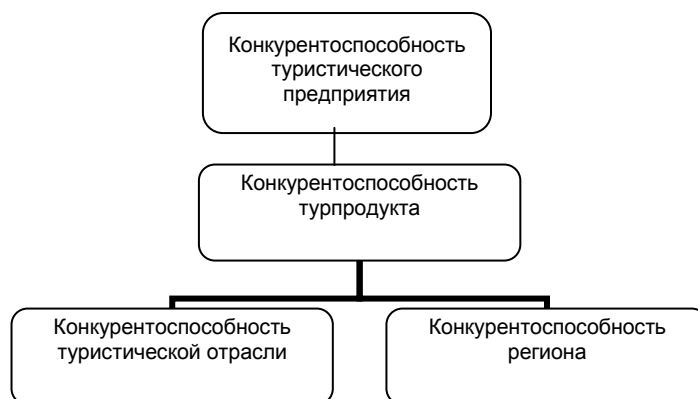 Конкурентоспособность
туристического
предприятия
Конкурентоспособность
турпродукта
Конкурентоспособность
туристической отрасли
Конкурентоспособность
региона